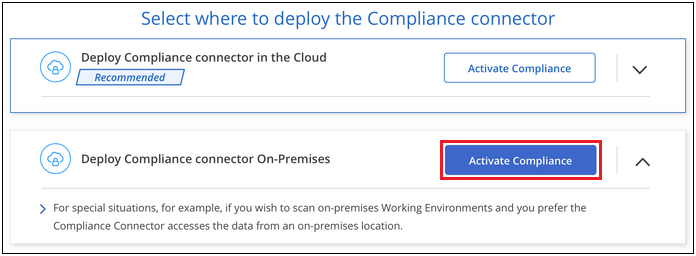 Select where to deploy the Compliance connector
Deploy Compliance connector in the Cloud
Activate Compliance
Recommended
Deploy Compliance connector On-Premises
Activate Compliance
For special situations, for example, if you wish to scan on-premises Working Environments and you prefer the
Compliance Connector accesses the data from an on-premises location.